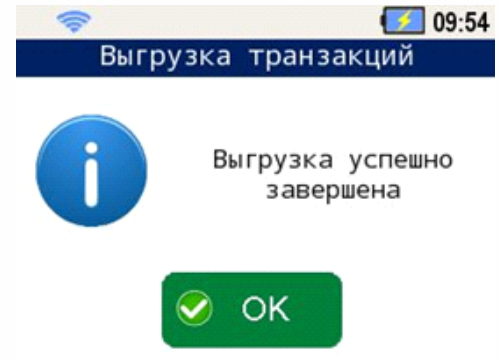 09:54
Выгрузка транзакций
Выгрузка успешно
завершена
OK